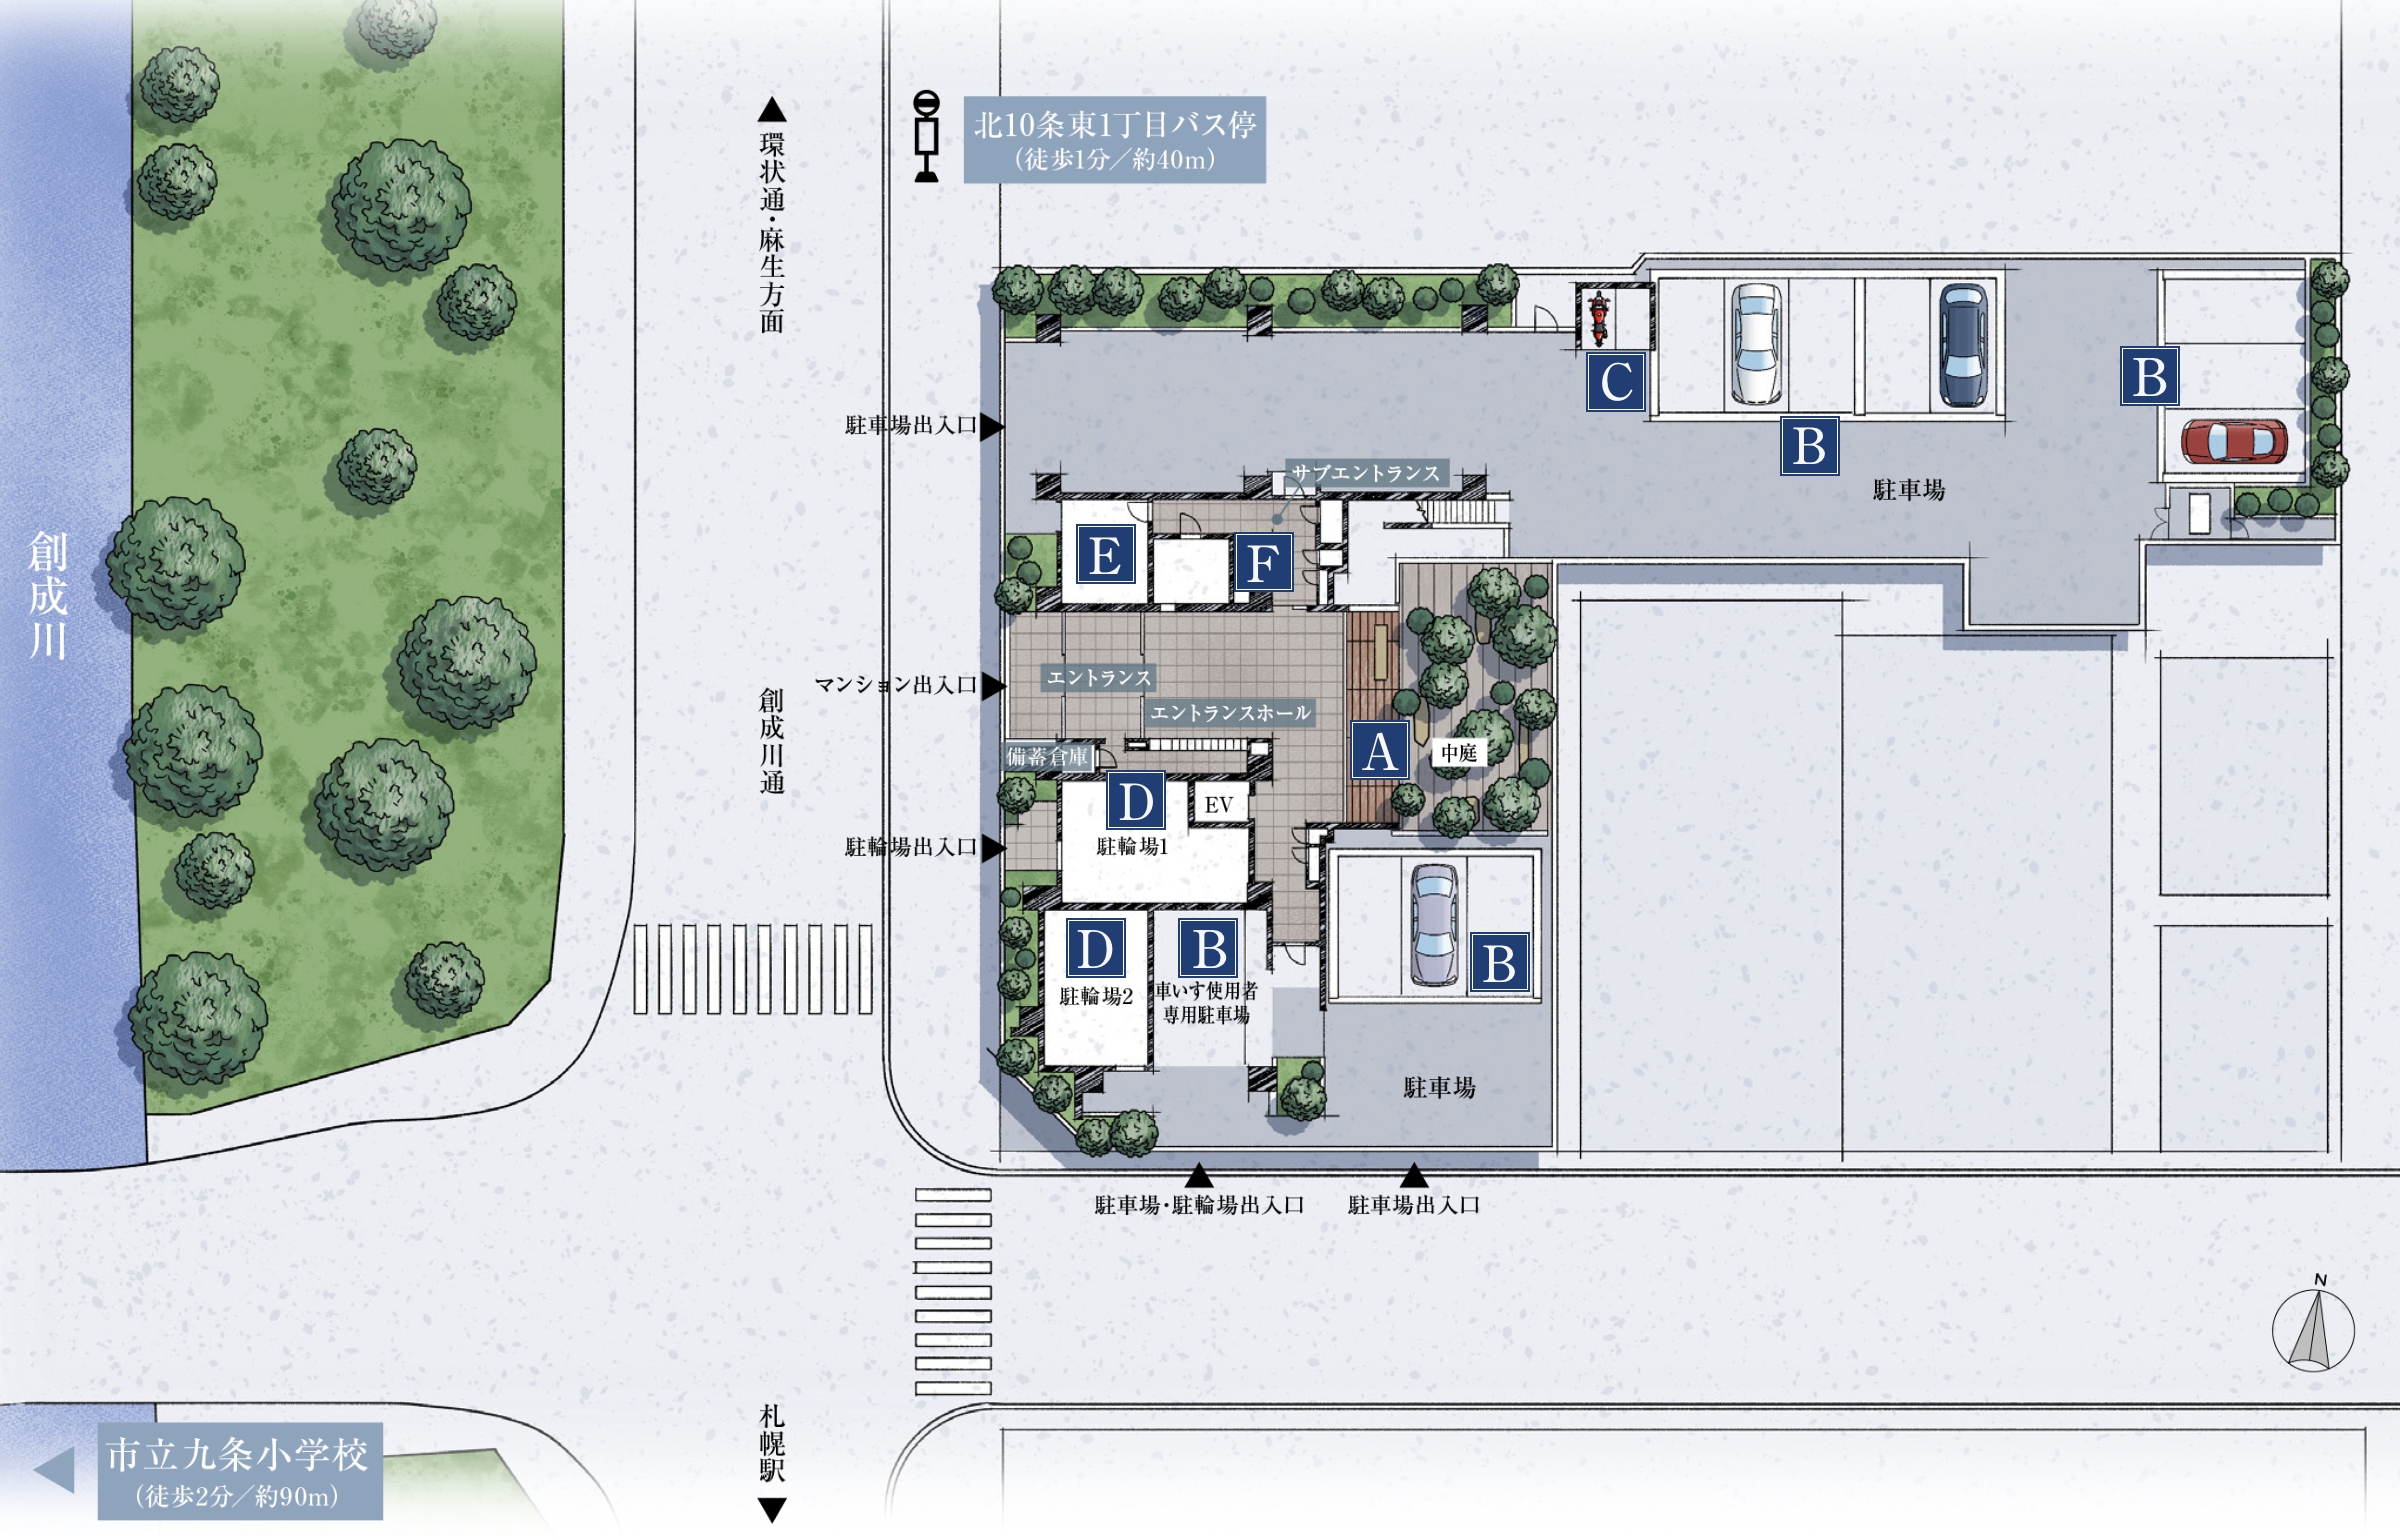 北10条東1丁目バス停
(徒歩1分／約40m)
環状通・麻生方面
C
B
B
駐車場出入口
サブエントランス
駐車場
E
F
創成川
マンション出入口
エントランス
エントランスホール
創成川通
備蓄倉庫
A
中庭
D
EV
駐輪場出入口
駐輪場1
D
駐輪場2
B
車いす使用者
専用駐車場
B
駐車場
駐車場・駐輪場出入口
駐車場出入口
N
札幌駅
市立九条小学校
(徒歩2分／約90m)